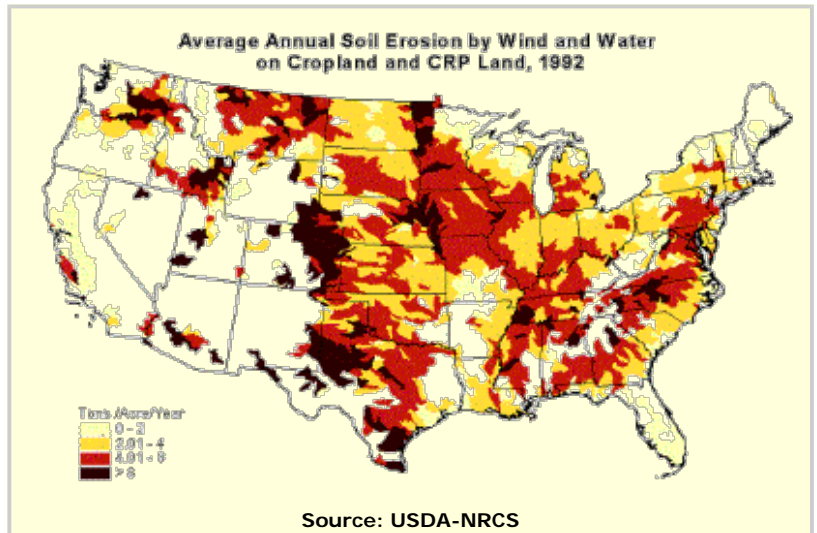 Average Annual Soil Erosion by Wind and Water
on Cropland and CRP Land, 1992
Tons /Acre/Year
0 - 2
2.01 - 4
4.01 - 8
> 8
Source: USDA-NRCS